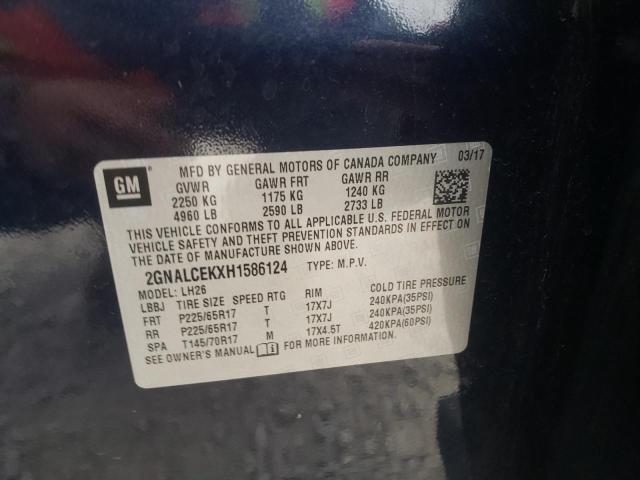 MFD BY GENERAL MOTORS OF CANADA COMPANY 03/17
GM
GVWR GAWR FRT GAWR RR
2250 KG 1175 KG 1240 KG
4960 LB 2590 LB 2733 LB
THIS VEHICLE CONFORMS TO ALL APPLICABLE U.S. FEDERAL MOTOR
VEHICLE SAFETY AND THEFT PREVENTION STANDARDS IN EFFECT ON
THE DATE OF MANUFACTURE SHOWN ABOVE.
2GNALCEKXH1586124 TYPE: M.P.V.
MODEL: LH26
LBBJ TIRE SIZE SPEED RTG RIM COLD TIRE PRESSURE
FRT P225/65R17 T 17X7J 240KPA(35PSI)
RR P225/65R17 T 17X7J 240KPA(35PSI)
SPA T145/70R17 M 17X4.5T 420KPA(60PSI)
SEE OWNER'S MANUAL FOR MORE INFORMATION.